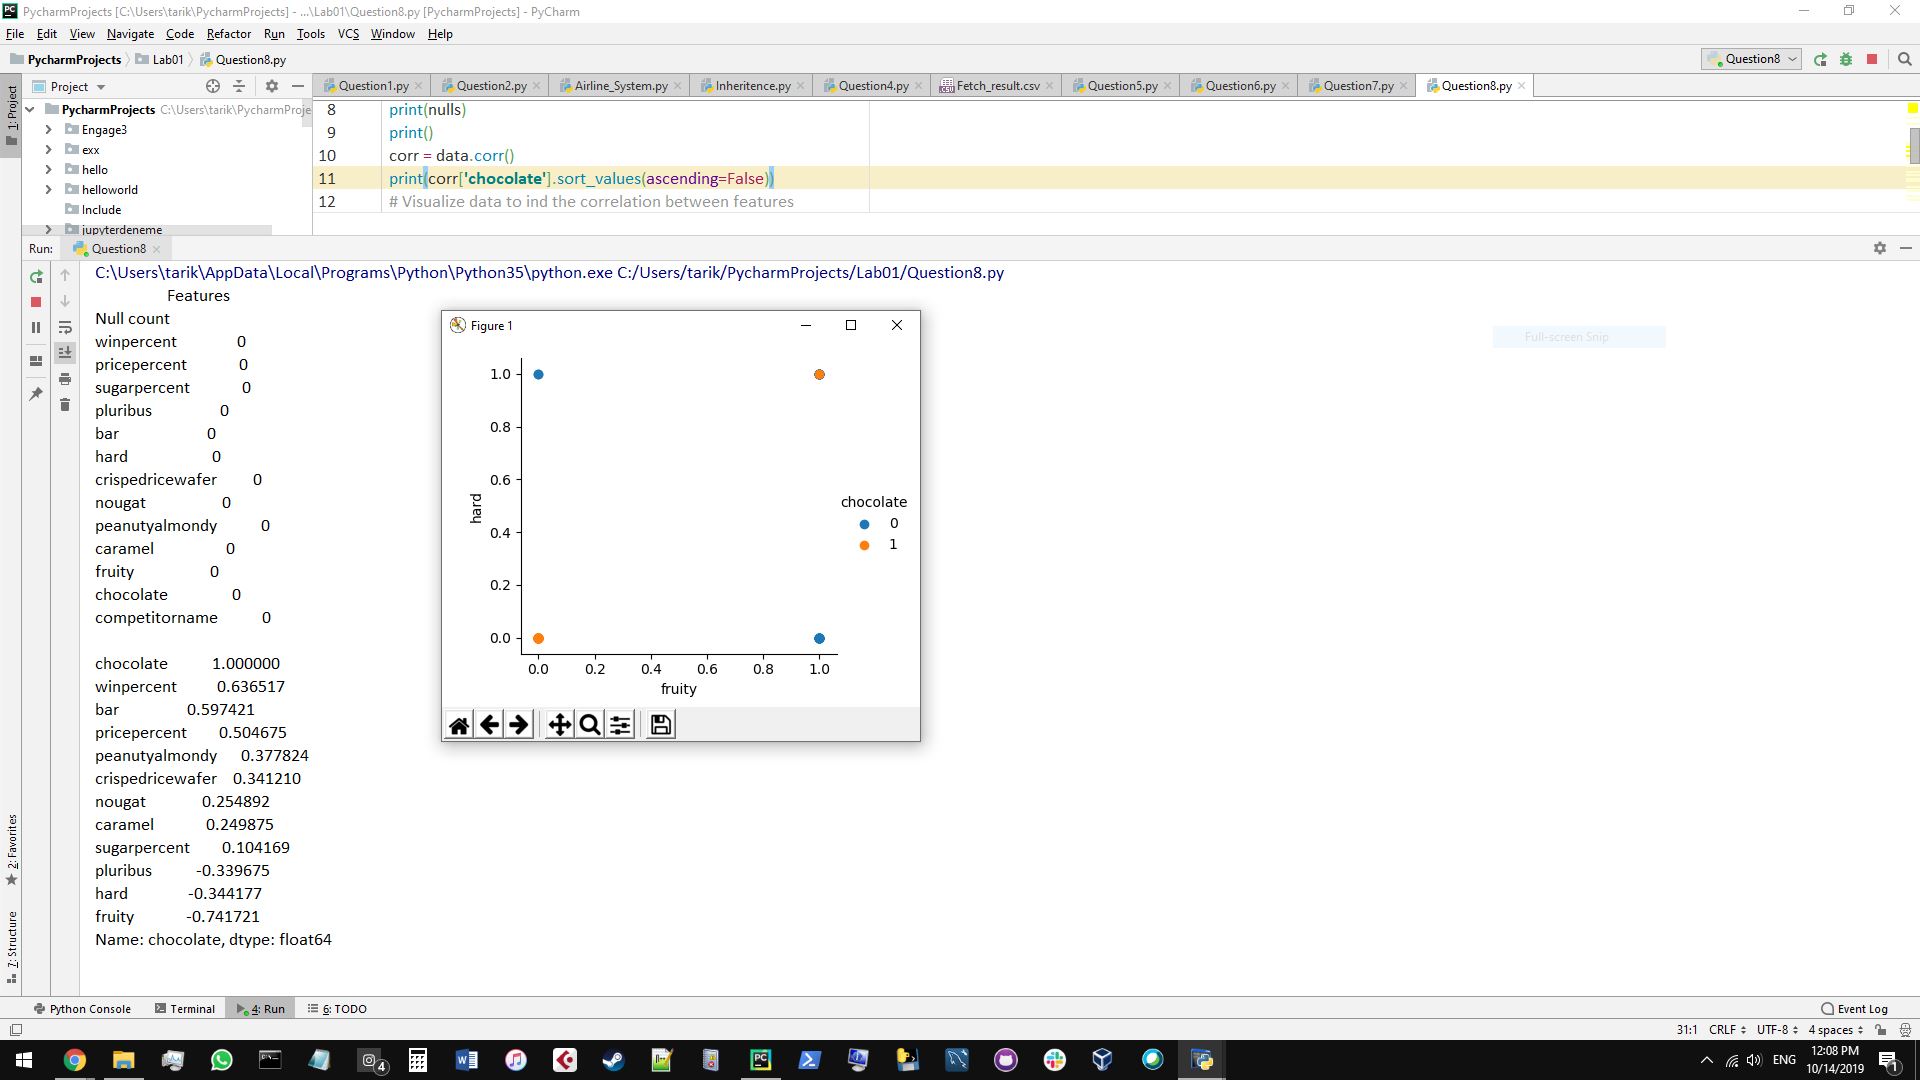 PycharmProjects [C:\Users\tarik\PycharmProjects] - ...\Lab01\Question8.py [PycharmProjects] - PyCharm
File Edit View Navigate Code Refactor Run Tools VCS Window Help
PycharmProjects Lab01 Question8.py Question8
Project Question1.py Question2.py Airline_System.py Inheritence.py Question4.py Fetch_result.csv Question5.py Question6.py Question7.py Question8.py
1: Project
PycharmProjects C:\Users\tarik\PycharmProje
Engage3
exx
hello
helloworld
Include
jupyterdeneme
8 print(nulls)
9 print()
10 corr = data.corr()
11 print(corr['chocolate'].sort_values(ascending=False))
12 # Visualize data to ind the correlation between features
Run: Question8
C:\Users\tarik\AppData\Local\Programs\Python\Python35\python.exe C:/Users/tarik/PycharmProjects/Lab01/Question8.py
Features
Null count
winpercent 0
pricepercent 0
sugarpercent 0
pluribus 0
bar 0
hard 0
crispedricewafer 0
nougat 0
peanutyalmondy 0
caramel 0
fruity 0
chocolate 0
competitorname 0
chocolate 1.000000
winpercent 0.636517
bar 0.597421
pricepercent 0.504675
peanutyalmondy 0.377824
crispedricewafer 0.341210
nougat 0.254892
caramel 0.249875
sugarpercent 0.104169
pluribus -0.339675
hard -0.344177
fruity -0.741721
Name: chocolate, dtype: float64
Figure 1
1.0
0.8
0.6
0.4
0.2
0.0
hard
0.0 0.2 0.4 0.6 0.8 1.0
fruity
chocolate
0
1
Full-screen Snip
2: Favorites
7: Structure
Python Console Terminal 4: Run 6: TODO Event Log
31:1 CRLF UTF-8 4 spaces
4
ENG 12:08 PM
10/14/2019
1